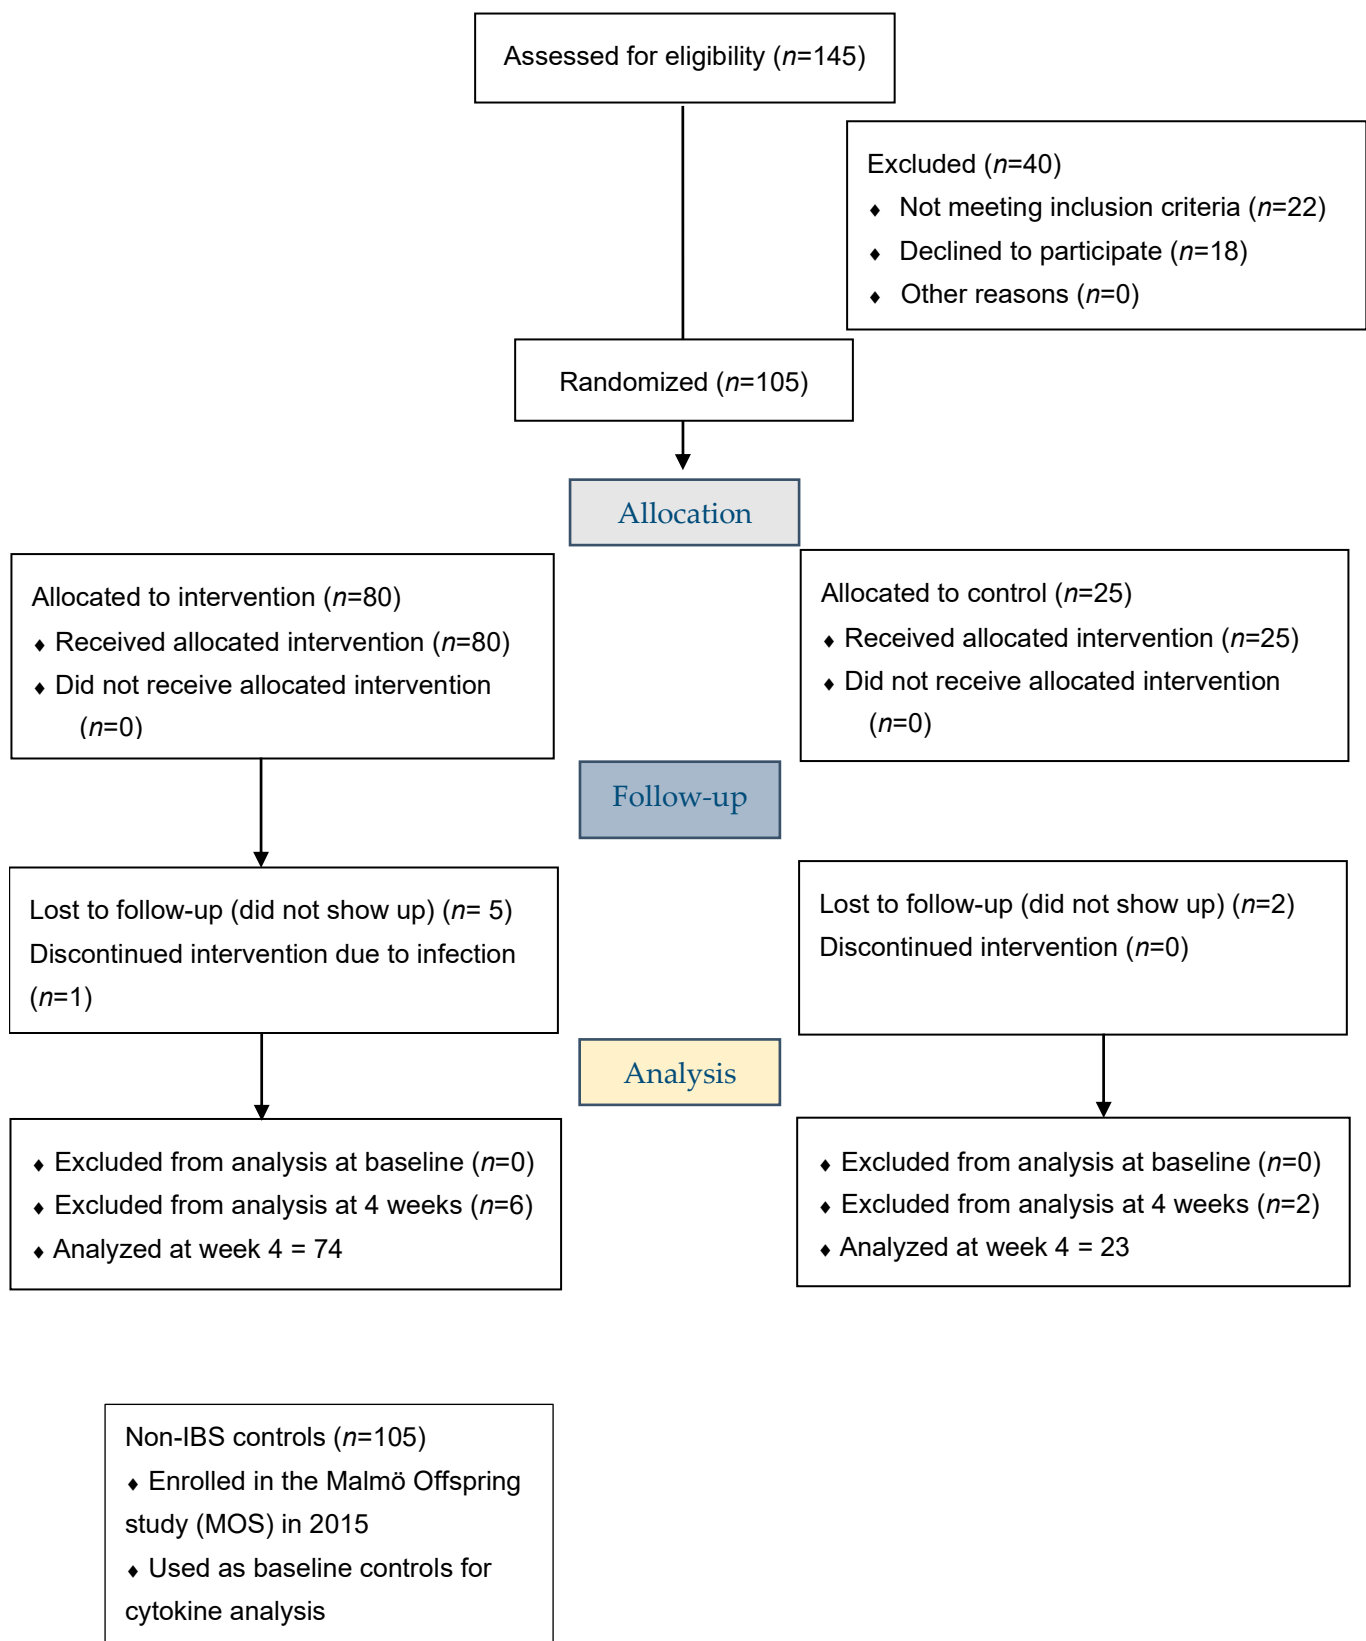 Assessed for eligibility (n=145)
Excluded (n=40)
♦ Not meeting inclusion criteria (n=22)
♦ Declined to participate (n=18)
♦ Other reasons (n=0)
Randomized (n=105)
Allocation
Allocated to intervention (n=80)
♦ Received allocated intervention (n=80)
♦ Did not receive allocated intervention
(n=0)
Allocated to control (n=25)
♦ Received allocated intervention (n=25)
♦ Did not receive allocated intervention
(n=0)
Follow-up
Lost to follow-up (did not show up) (n= 5)
Discontinued intervention due to infection
(n=1)
Lost to follow-up (did not show up) (n=2)
Discontinued intervention (n=0)
Analysis
♦ Excluded from analysis at baseline (n=0)
♦ Excluded from analysis at 4 weeks (n=6)
♦ Analyzed at week 4 = 74
♦ Excluded from analysis at baseline (n=0)
♦ Excluded from analysis at 4 weeks (n=2)
♦ Analyzed at week 4 = 23
Non-IBS controls (n=105)
♦ Enrolled in the Malmö Offspring
study (MOS) in 2015
♦ Used as baseline controls for
cytokine analysis